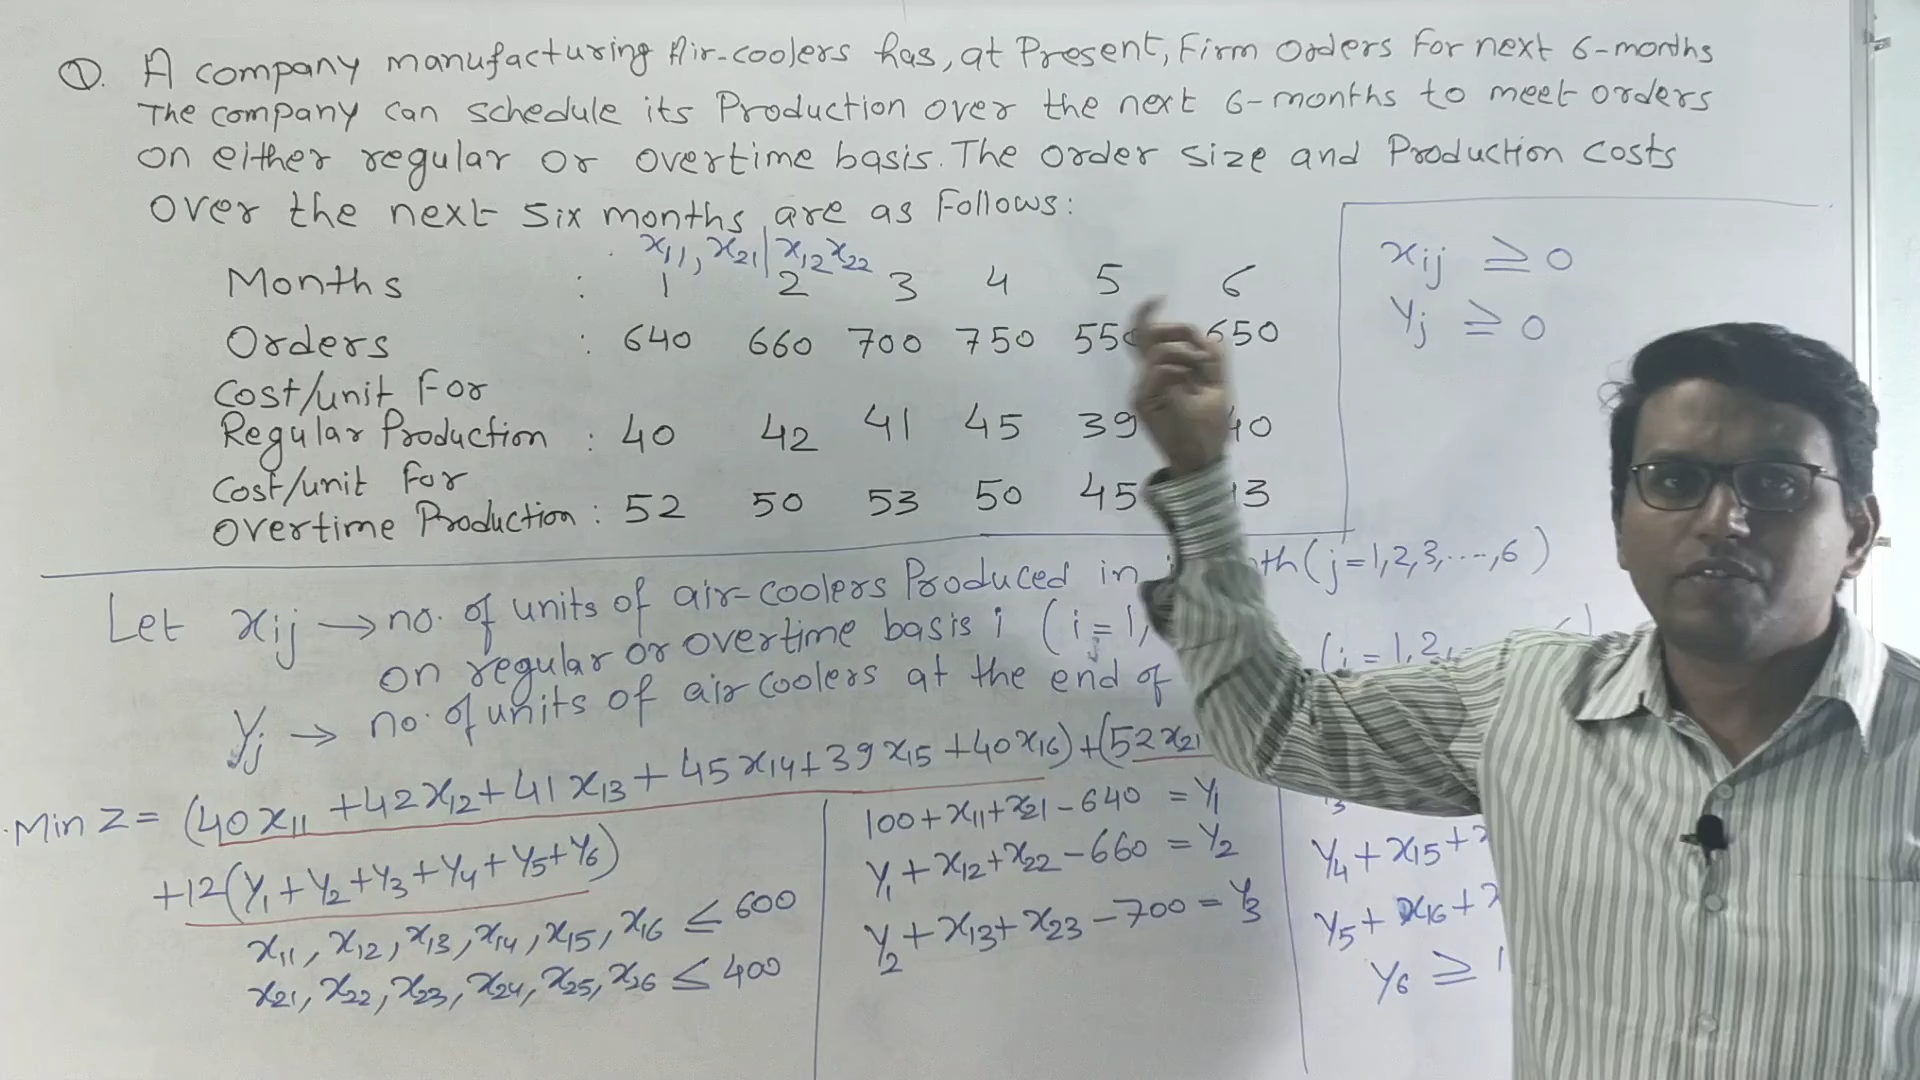 Q. A company manufacturing Air-coolers has, at Present, Firm Orders For next 6-months
The company can schedule its Production over the next 6-months to meet orders
on either regular or overtime basis. The order size and Production costs
over the next six months are as Follows:
x11, x21 | x12 x22
Months : 1 2 3 4 5 6
Orders : 640 660 700 750 550 650
Cost/unit For
Regular Production : 40 42 41 45 39
Cost/unit For
Overtime Production : 52 50 53 50 45
xij ≥ 0
Yj ≥ 0
Let xij → no. of units of air-coolers Produced in (j=1,2,3,...,6)
on regular or overtime basis i (i=1,
Yj → no. of units of air coolers at the end of (j=1,2,
Min Z = (40x11 + 42x12 + 41x13 + 45x14 + 39x15 + 40x16) + (52x21
+12(Y1 + Y2 + Y3 + Y4 + Y5 + Y6)
x11, x12, x13, x14, x15, x16 ≤ 600
x21, x22, x23, x24, x25, x26 ≤ 400
100 + x11 + x21 - 640 = Y1
Y1 + x12 + x22 - 660 = Y2
Y2 + x13 + x23 - 700 = Y3
Y4 + x15 +
Y5 + x16 +
Y6 ≥